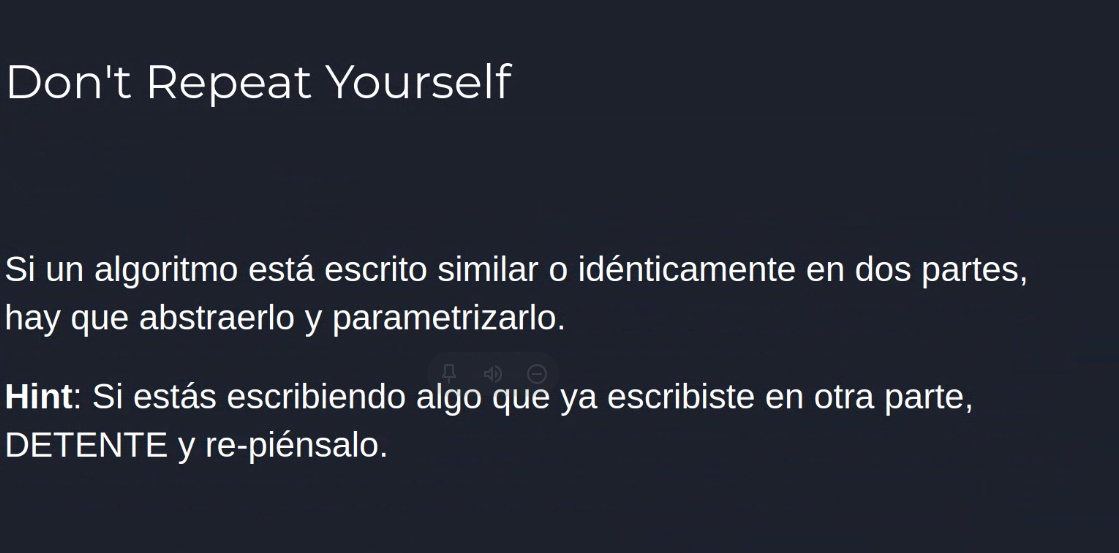 Don't Repeat Yourself
Si un algoritmo está escrito similar o idénticamente en dos partes,
hay que abstraerlo y parametrizarlo.
Hint: Si estás escribiendo algo que ya escribiste en otra parte,
DETENTE y re-piénsalo.